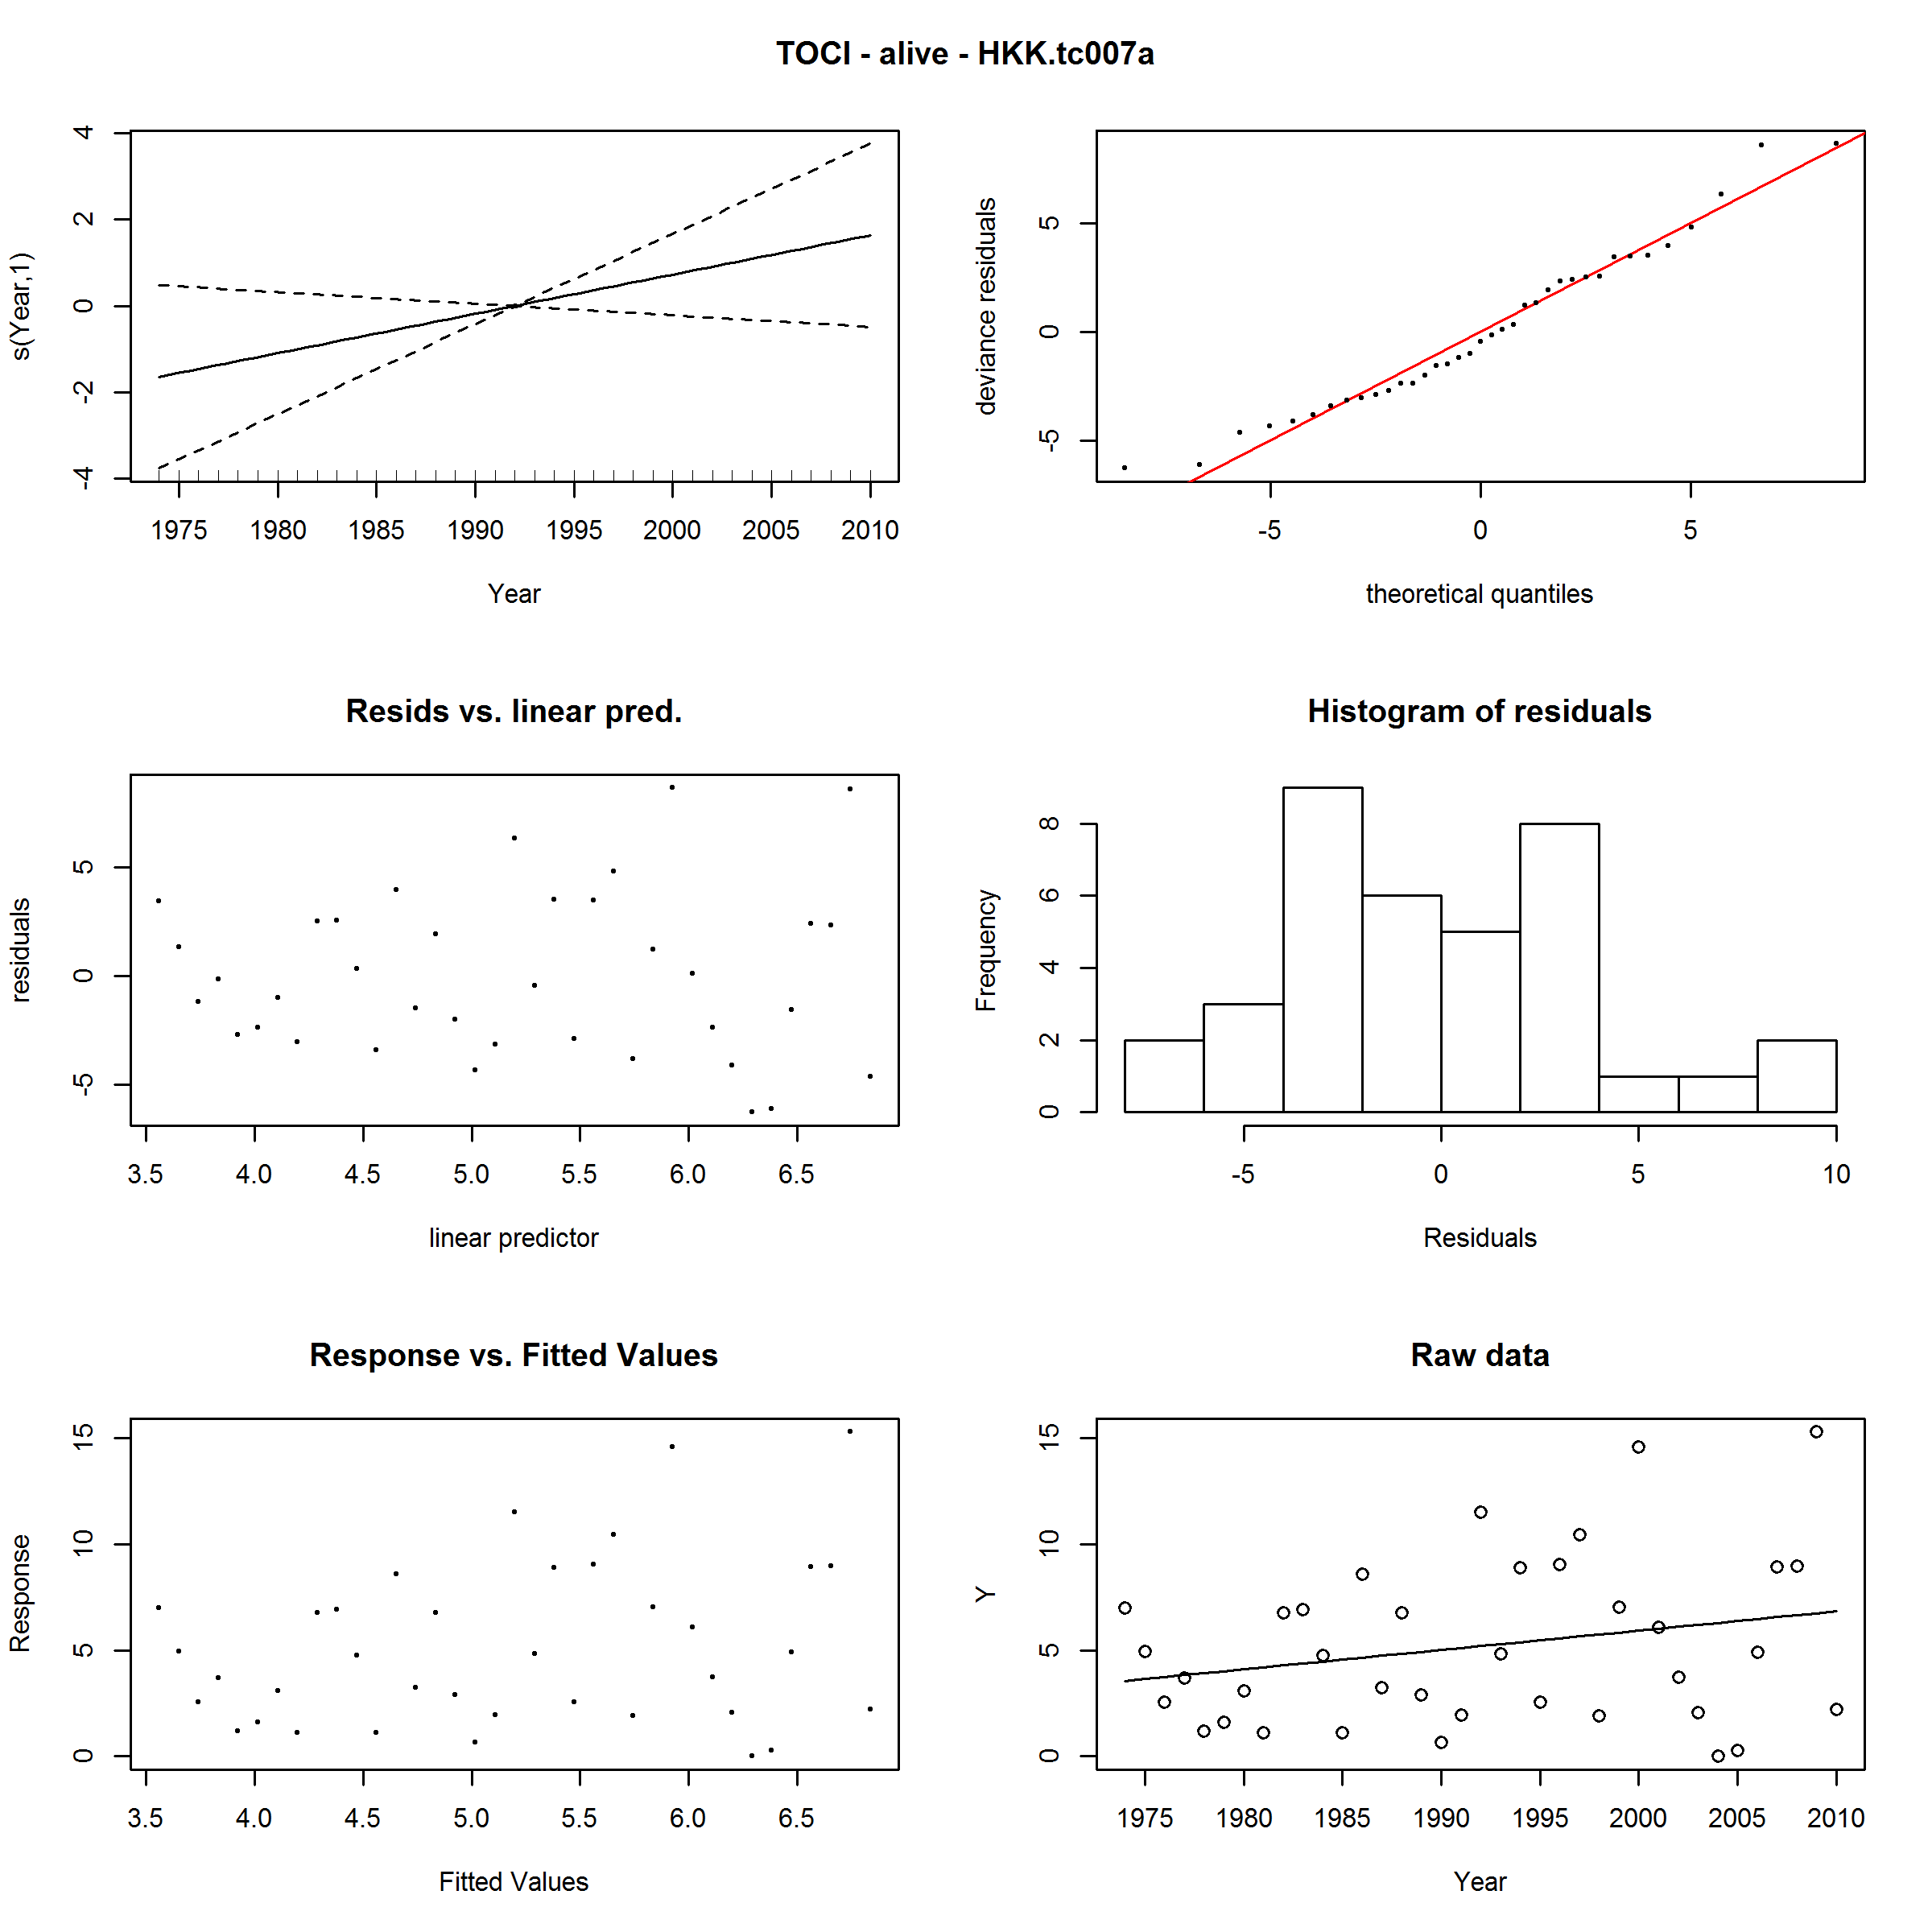 TOCI - alive - HKK.tc007a
s(Year,1)
4
2
0
-2
-4
1975 1980 1985 1990 1995 2000 2005 2010
Year
deviance residuals
5
0
-5
-5 0 5
theoretical quantiles
Resids vs. linear pred.
residuals
5
0
-5
3.5 4.0 4.5 5.0 5.5 6.0 6.5
linear predictor
Histogram of residuals
Frequency
8
6
4
2
0
-5 0 5 10
Residuals
Response vs. Fitted Values
Response
15
10
5
0
3.5 4.0 4.5 5.0 5.5 6.0 6.5
Fitted Values
Raw data
Y
15
10
5
0
1975 1980 1985 1990 1995 2000 2005 2010
Year